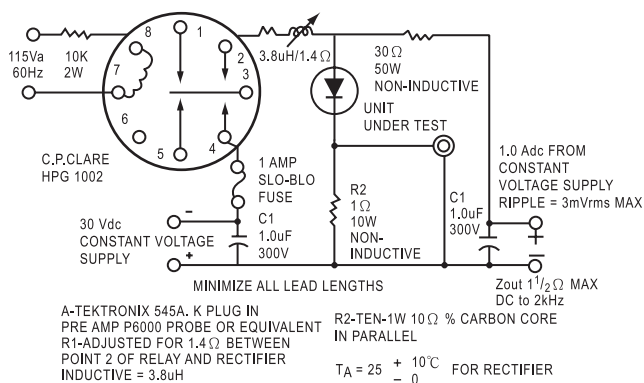 115Va
60Hz
10K
2W
8
1
2
3
7
6
5
4
C.P.CLARE
HPG 1002
3.8uH/1.4Ω
30Ω
50W
NON-INDUCTIVE
UNIT
UNDER TEST
1 AMP
SLO-BLO
FUSE
30 Vdc
CONSTANT VOLTAGE
SUPPLY
–
+
C1
1.0uF
300V
R2
1Ω
10W
NON-
INDUCTIVE
C1
1.0uF
300V
1.0 Adc FROM
CONSTANT
VOLTAGE SUPPLY
RIPPLE = 3mVrms MAX
+
–
Zout 1 1/2 Ω MAX
DC to 2kHz
MINIMIZE ALL LEAD LENGTHS
A-TEKTRONIX 545A. K PLUG IN
PRE AMP P6000 PROBE OR EQUIVALENT
R1-ADJUSTED FOR 1.4Ω BETWEEN
POINT 2 OF RELAY AND RECTIFIER
INDUCTIVE = 3.8uH
R2-TEN-1W 10Ω % CARBON CORE
IN PARALLEL
TA = 25 + 10℃ – 0 FOR RECTIFIER